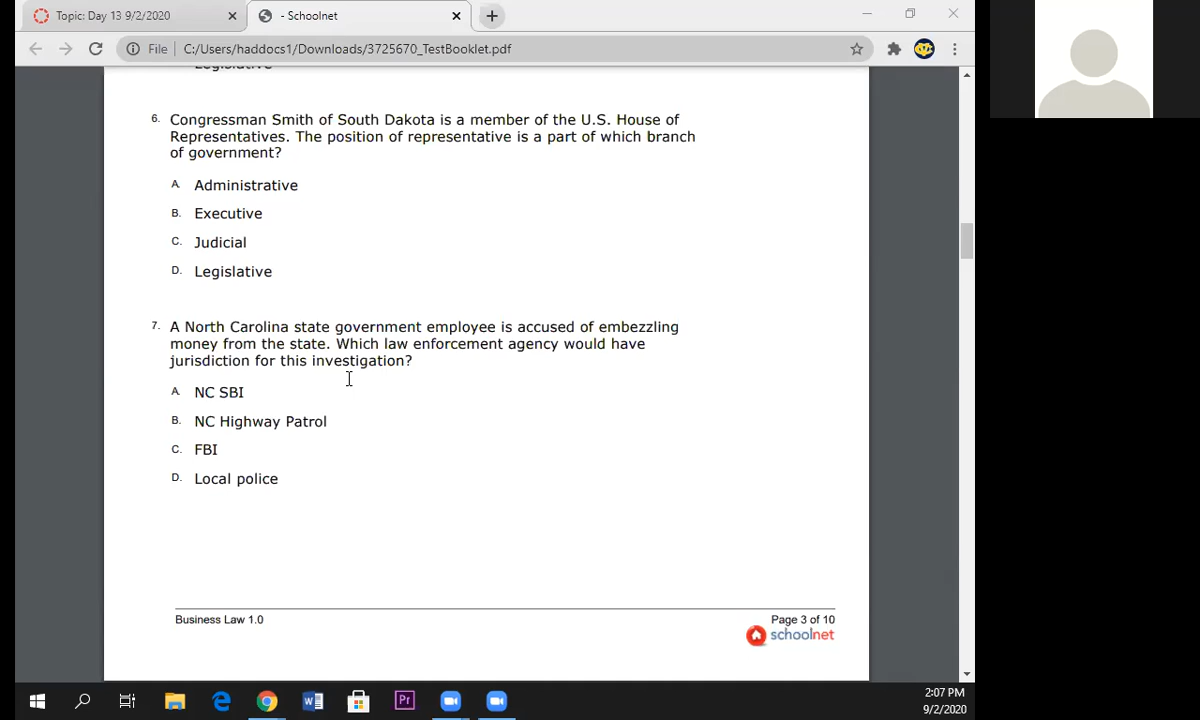 Topic: Day 13 9/2/2020
- Schoolnet
File
C:/Users/haddocs1/Downloads/3725670_TestBooklet.pdf
Legislative
6. Congressman Smith of South Dakota is a member of the U.S. House of
Representatives. The position of representative is a part of which branch
of government?
A. Administrative
B. Executive
C. Judicial
D. Legislative
7. A North Carolina state government employee is accused of embezzling
money from the state. Which law enforcement agency would have
jurisdiction for this investigation?
A. NC SBI
B. NC Highway Patrol
C. FBI
D. Local police
Business Law 1.0
Page 3 of 10
schoolnet
Pr
2:07 PM
9/2/2020